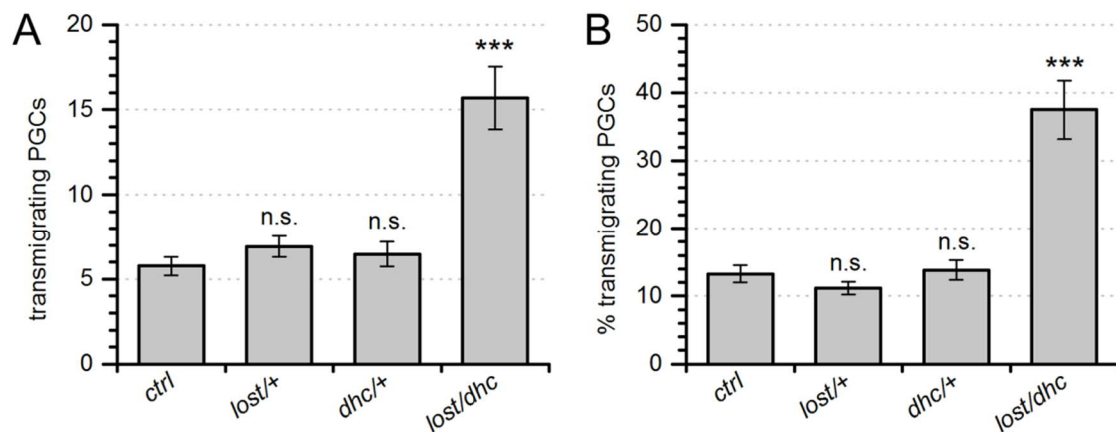 A
transmigrating PGCs
20
15
10
5
0
n.s.
n.s.
***
ctrl
lost/+
dhc/+
lost/dhc
B
% transmigrating PGCs
50
40
30
20
10
0
n.s.
n.s.
***
ctrl
lost/+
dhc/+
lost/dhc